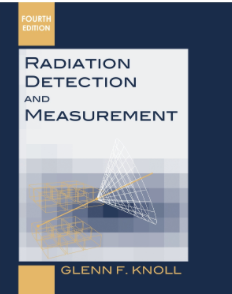 FOURTH
EDITION
RADIATION
DETECTION
AND
MEASUREMENT
GLENN F. KNOLL